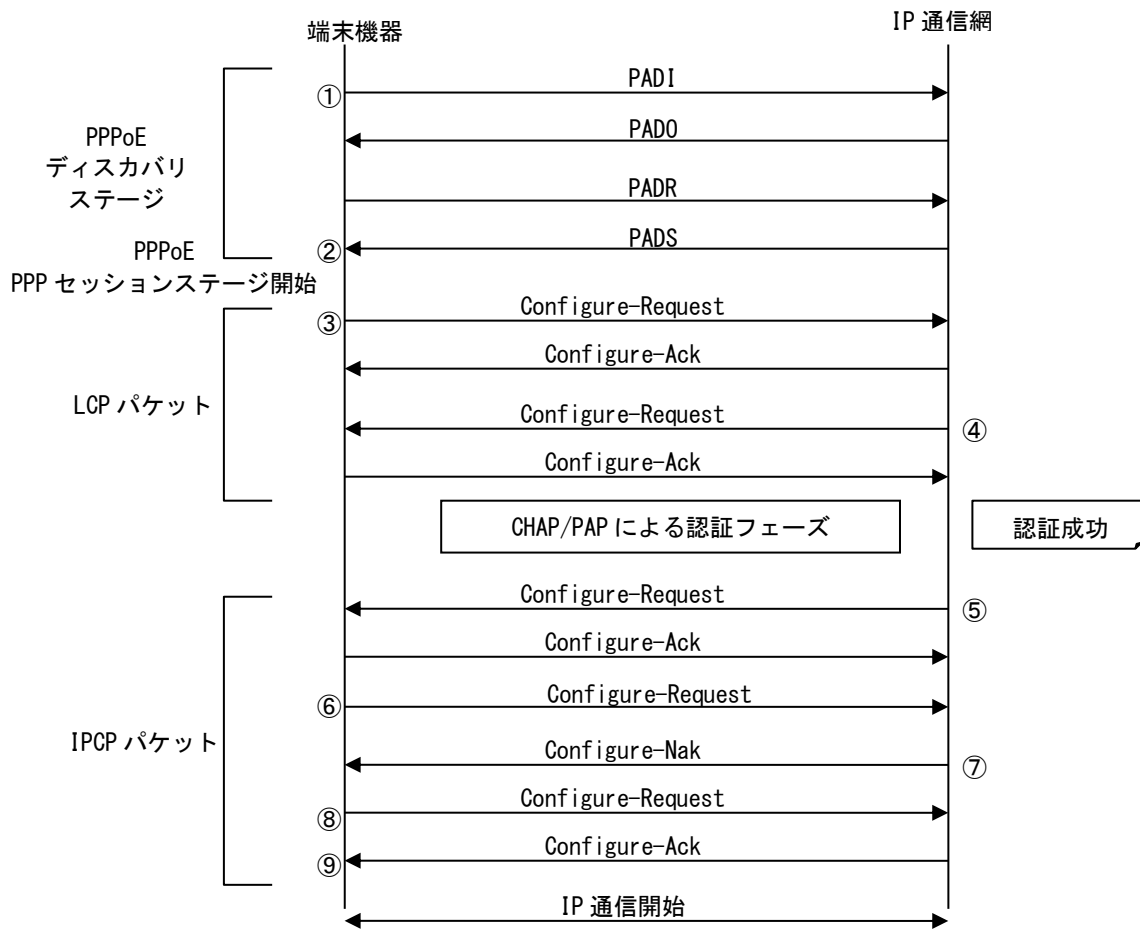 端末機器
IP 通信網
PADI
①
PADO
PPPoE
ディスカバリ
ステージ
PADR
PADS
②
PPPoE
PPP セッションステージ開始
Configure-Request
③
Configure-Ack
LCP パケット
Configure-Request
④
Configure-Ack
CHAP/PAP による認証フェーズ
認証成功
Configure-Request
⑤
Configure-Ack
Configure-Request
⑥
IPCP パケット
Configure-Nak
⑦
Configure-Request
⑧
Configure-Ack
⑨
IP 通信開始